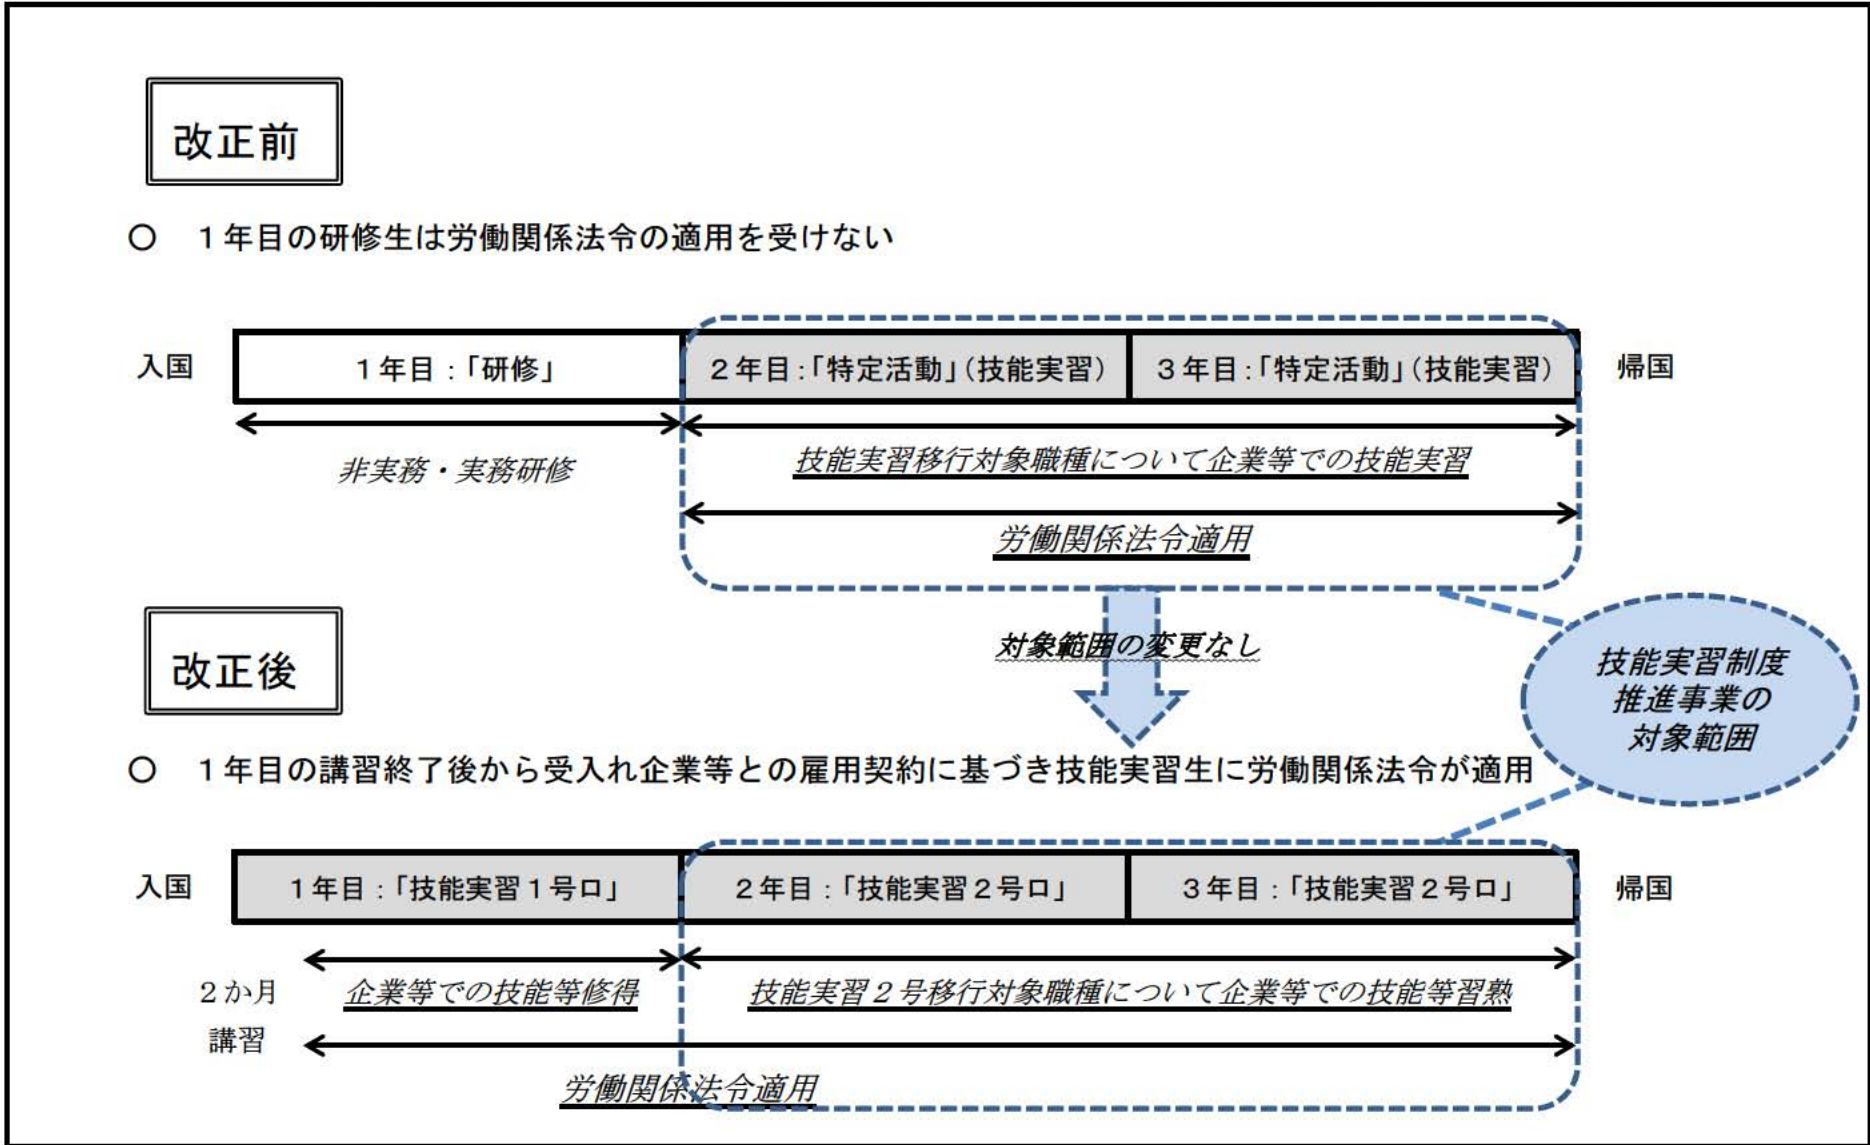 改正前
○　１年目の研修生は労働関係法令の適用を受けない
入国
１年目：「研修」
２年目：「特定活動」（技能実習）
３年目：「特定活動」（技能実習）
帰国
非実務・実務研修
技能実習移行対象職種について企業等での技能実習
労働関係法令適用
対象範囲の変更なし
改正後
技能実習制度
推進事業の
対象範囲
○　１年目の講習終了後から受入れ企業等との雇用契約に基づき技能実習生に労働関係法令が適用
入国
１年目：「技能実習１号ロ」
２年目：「技能実習２号ロ」
３年目：「技能実習２号ロ」
帰国
２か月
講習
企業等での技能等修得
技能実習２号移行対象職種について企業等での技能等習熟
労働関係法令適用